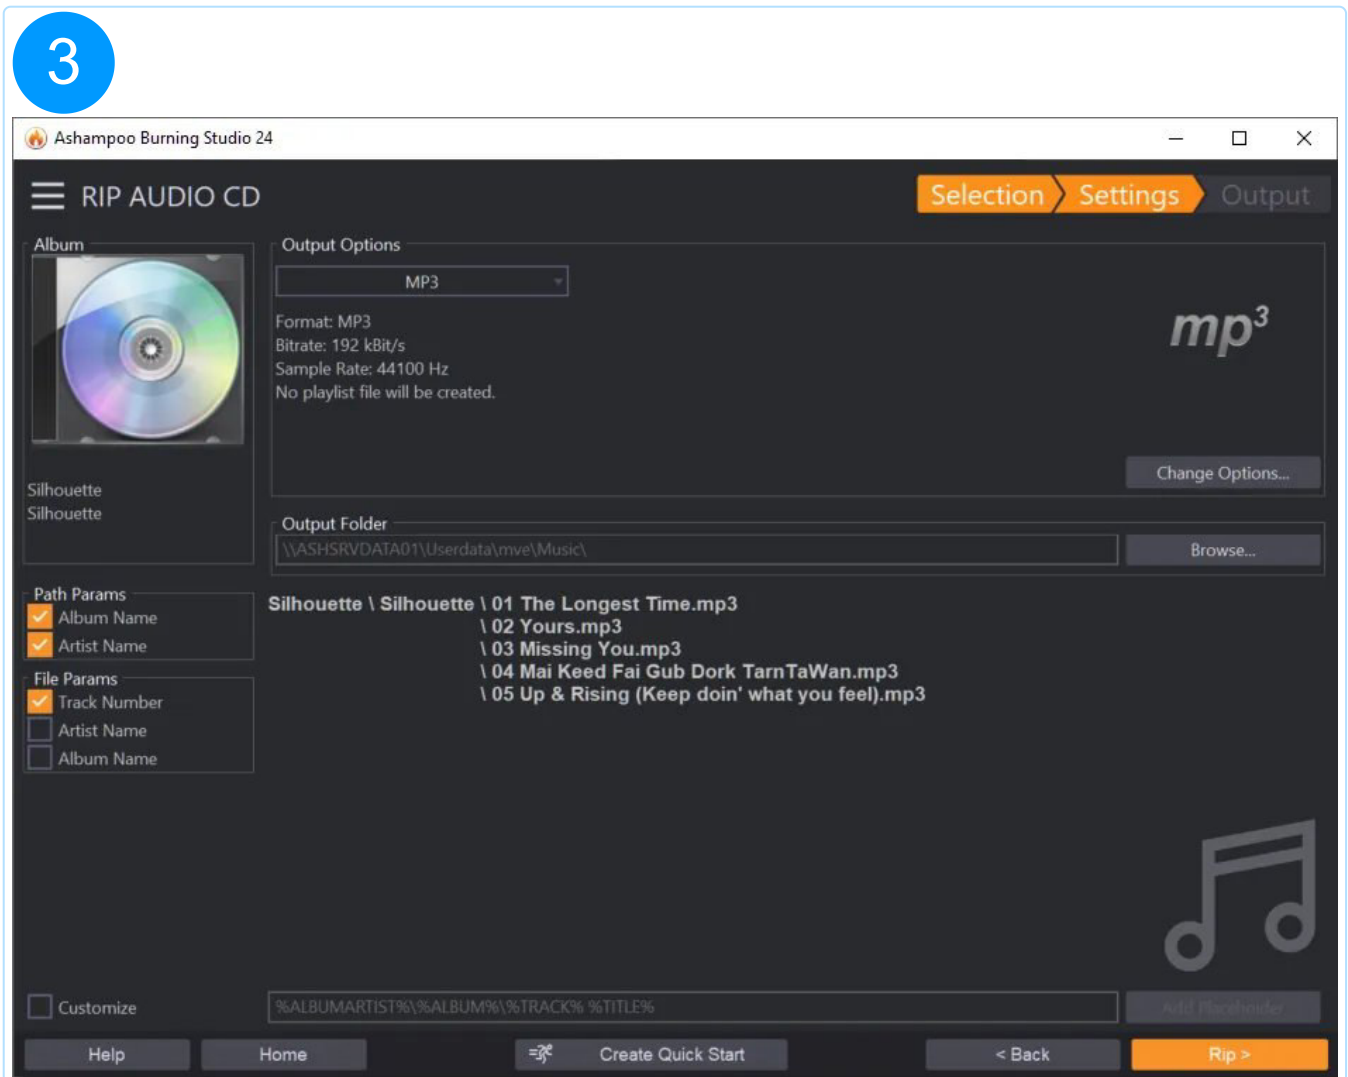 3
Ashampoo Burning Studio 24
RIP AUDIO CD
Selection Settings Output
Album
Silhouette
Silhouette
Output Options
MP3
Format: MP3
Bitrate: 192 kBit/s
Sample Rate: 44100 Hz
No playlist file will be created.
mp³
Change Options...
Output Folder
\\ASHSRVDATA01\Userdata\mve\Music\
Browse...
Path Params
Album Name
Artist Name
File Params
Track Number
Artist Name
Album Name
Silhouette \ Silhouette \ 01 The Longest Time.mp3
\ 02 Yours.mp3
\ 03 Missing You.mp3
\ 04 Mai Keed Fai Gub Dork TarnTaWan.mp3
\ 05 Up & Rising (Keep doin' what you feel).mp3
Customize
%ALBUMARTIST%\%ALBUM%\%TRACK% %TITLE%
Add Placeholder
Help
Home
Create Quick Start
< Back
Rip >